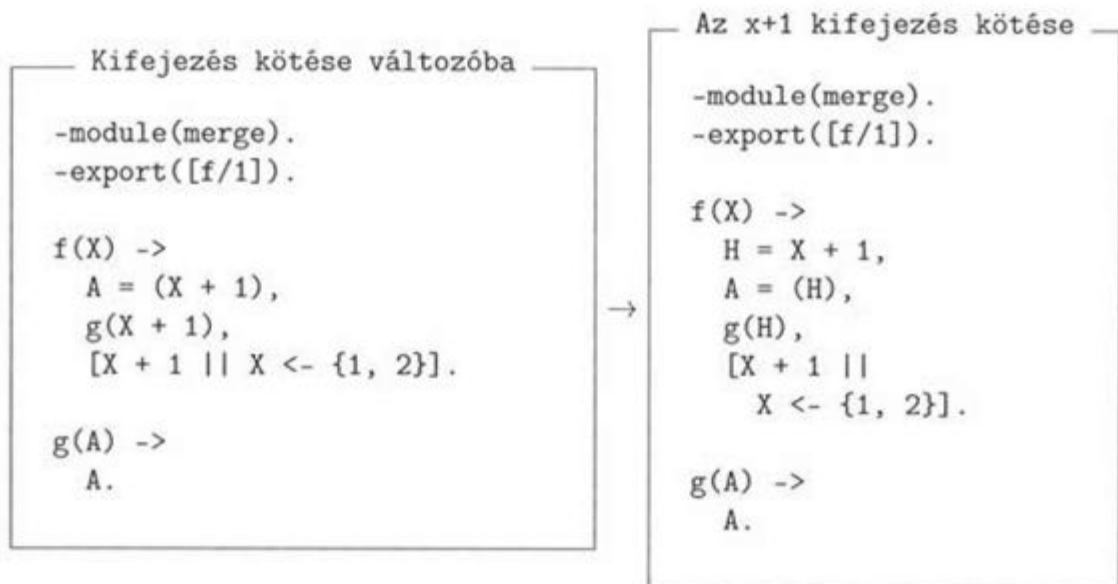 Kifejezés kötése változóba
-module(merge).
-export([f/1]).
f(X) ->
A = (X + 1),
g(X + 1),
[X + 1 || X <- {1, 2}].
g(A) ->
A.
→
Az x+1 kifejezés kötése
-module(merge).
-export([f/1]).
f(X) ->
H = X + 1,
A = (H),
g(H),
[X + 1 ||
X <- {1, 2}].
g(A) ->
A.